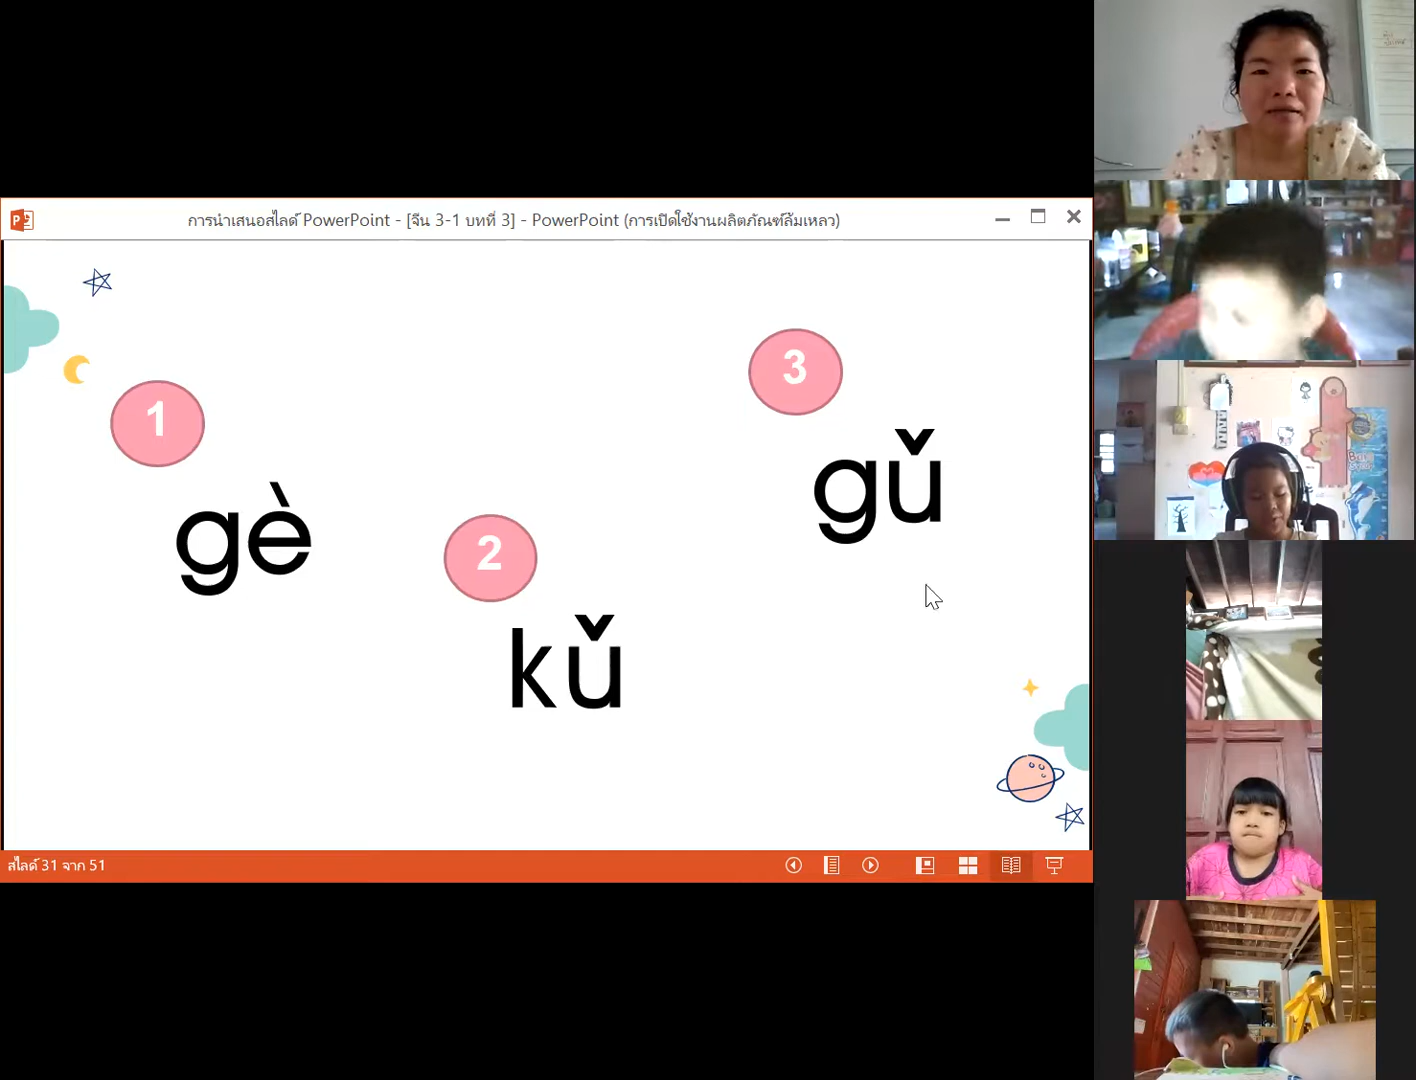 การนำเสนอสไลด์ PowerPoint - [จีน 3-1 บทที่ 3] - PowerPoint (การเปิดใช้งานผลิตภัณฑ์ล้มเหลว)
1
gè
2
kǔ
3
gǔ
สไลด์ 31 จาก 51